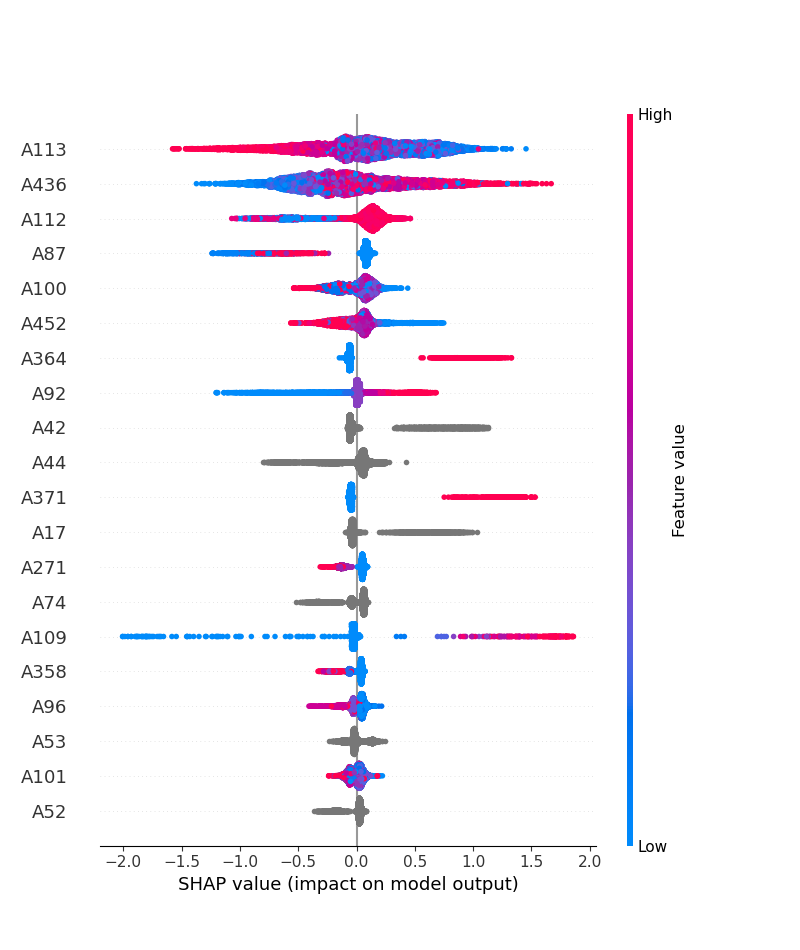 High
A113
A436
A112
A87
A100
A452
A364
A92
A42
A44
A371
A17
A271
A74
A109
A358
A96
A53
A101
A52
Feature value
Low
−2.0 −1.5 −1.0 −0.5 0.0 0.5 1.0 1.5 2.0
SHAP value (impact on model output)